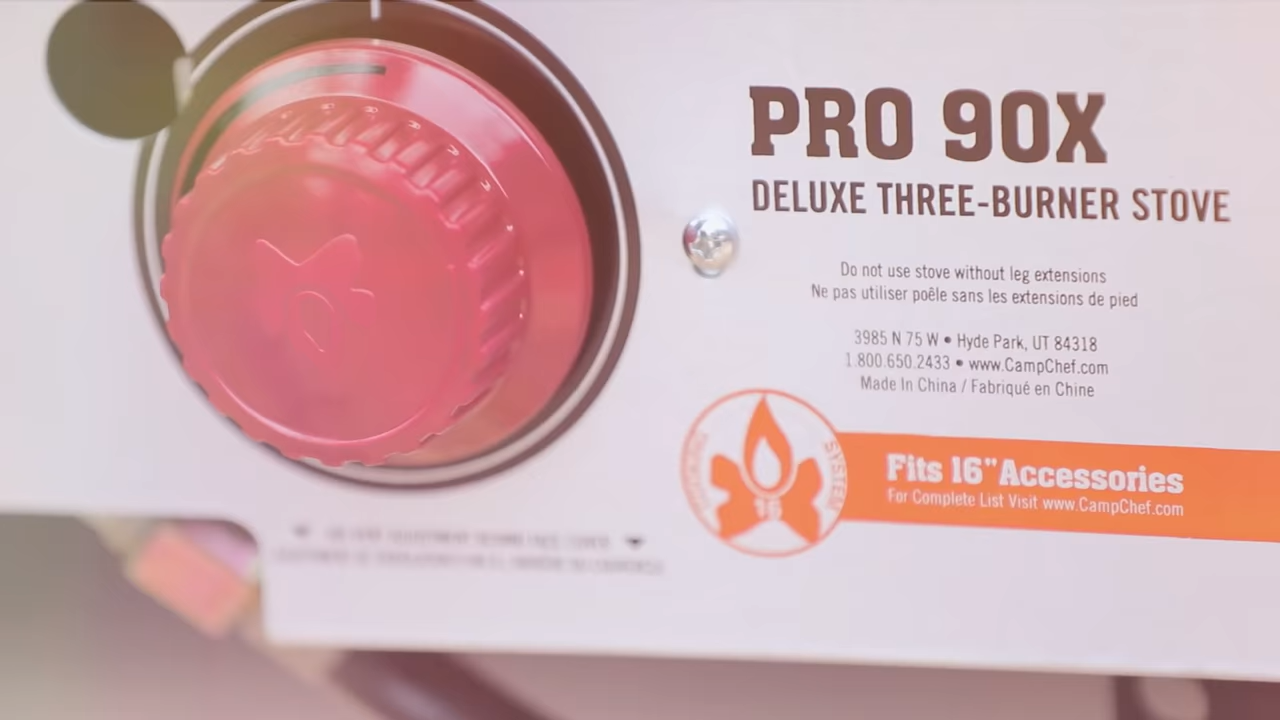 PRO 90X
DELUXE THREE-BURNER STOVE
Do not use stove without leg extensions
Ne pas utiliser poêle sans les extensions de pied
3985 N 75 W • Hyde Park, UT 84318
1.800.650.2433 • www.CampChef.com
Made In China / Fabriqué en Chine
SYSTEM
16
Fits 16" Accessories
For Complete List Visit www.CampChef.com